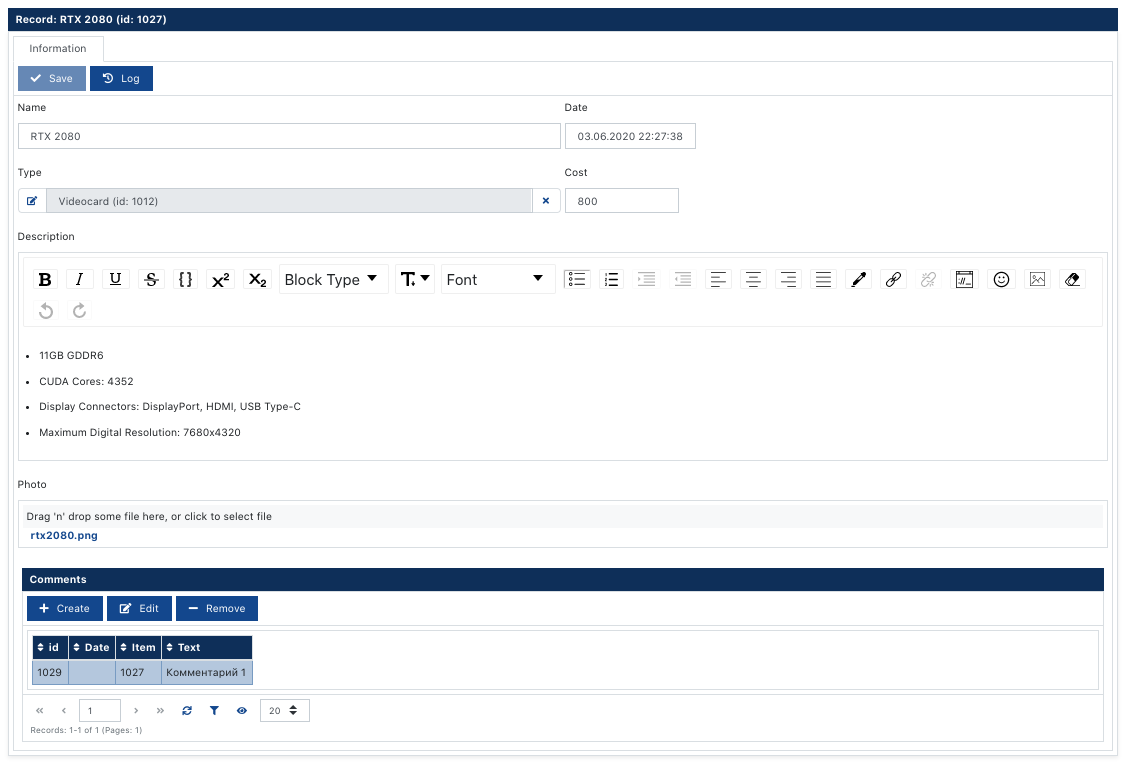 Record: RTX 2080 (id: 1027)
Information
Save Log
Name Date
RTX 2080 03.06.2020 22:27:38
Type Cost
Videocard (id: 1012) 800
Description
B I U S {} X² X₂ Block Type T Font
11GB GDDR6
CUDA Cores: 4352
Display Connectors: DisplayPort, HDMI, USB Type-C
Maximum Digital Resolution: 7680x4320
Photo
Drag 'n' drop some file here, or click to select file
rtx2080.png
Comments
Create Edit Remove
id Date Item Text
1029 1027 Комментарий 1
« ‹ 1 › » 20
Records: 1-1 of 1 (Pages: 1)